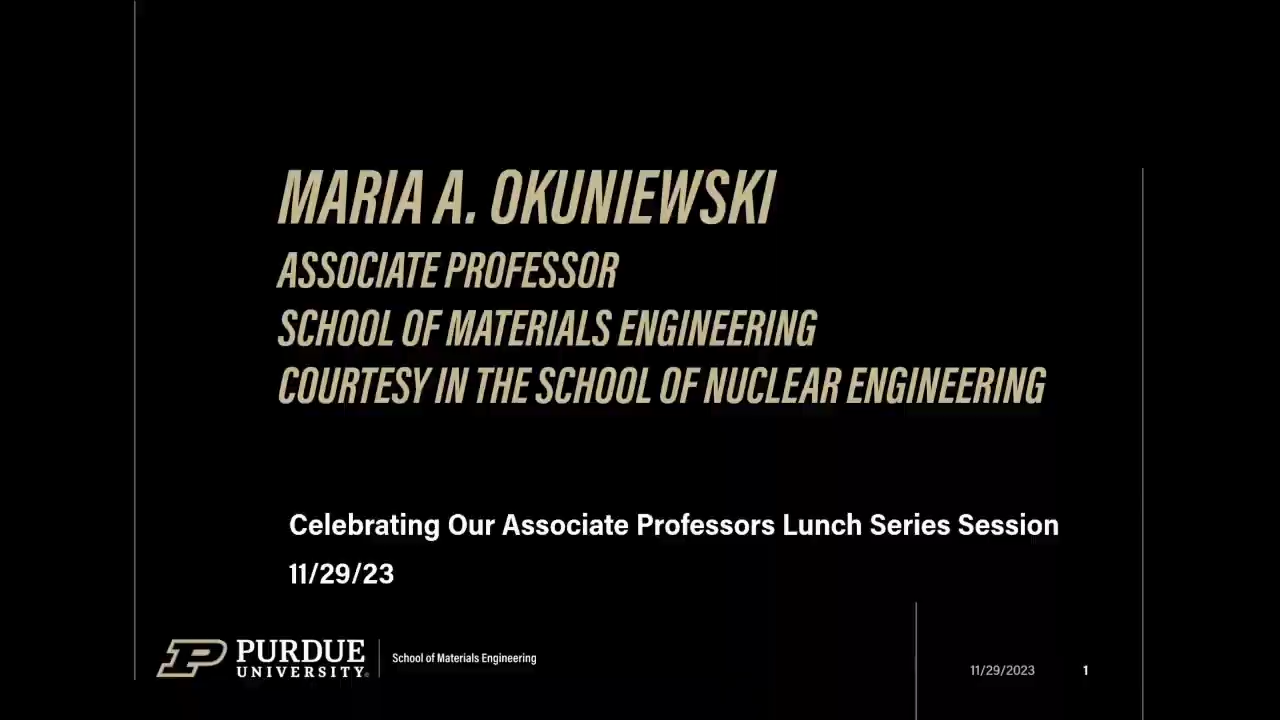 MARIA A. OKUNIEWSKI
ASSOCIATE PROFESSOR
SCHOOL OF MATERIALS ENGINEERING
COURTESY IN THE SCHOOL OF NUCLEAR ENGINEERING
Celebrating Our Associate Professors Lunch Series Session
11/29/23
P PURDUE UNIVERSITY®
School of Materials Engineering
11/29/2023
1